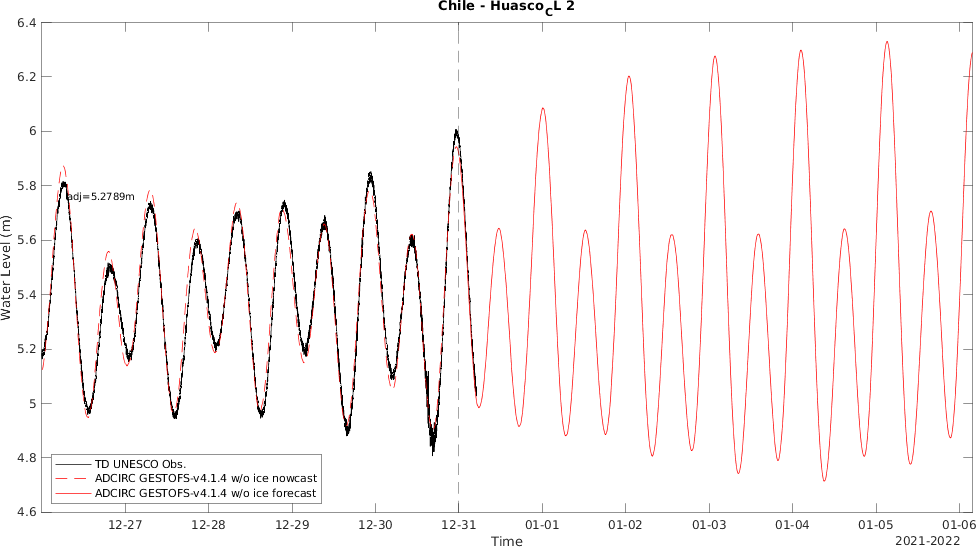 Chile - Huasco_CL 2
6.4
6.2
6
5.8
5.6
5.4
5.2
5
4.8
4.6
Water Level (m)
adj=5.2789m
TD UNESCO Obs.
ADCIRC GESTOFS-v4.1.4 w/o ice nowcast
ADCIRC GESTOFS-v4.1.4 w/o ice forecast
12-27 12-28 12-29 12-30 12-31 01-01 01-02 01-03 01-04 01-05 01-06
Time
2021-2022